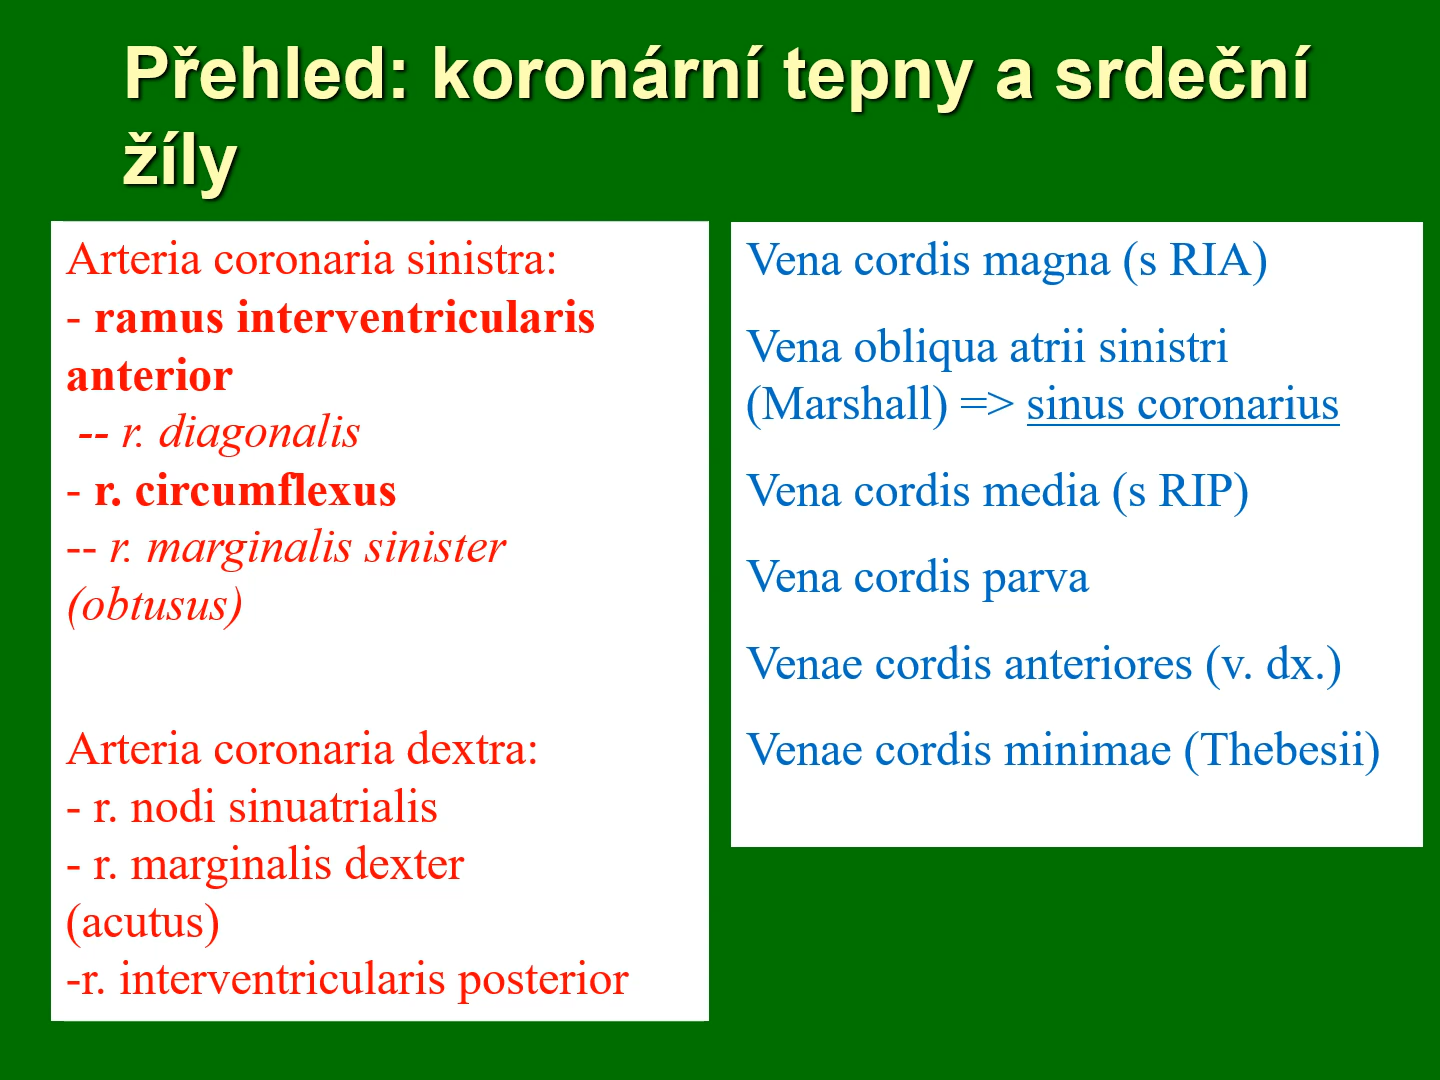 Přehled: koronární tepny a srdeční
žíly
Arteria coronaria sinistra:
- ramus interventricularis
anterior
-- r. diagonalis
- r. circumflexus
-- r. marginalis sinister
(obtusus)
Arteria coronaria dextra:
- r. nodi sinuatrialis
- r. marginalis dexter
(acutus)
-r. interventricularis posterior
Vena cordis magna (s RIA)
Vena obliqua atrii sinistri
(Marshall) => sinus coronarius
Vena cordis media (s RIP)
Vena cordis parva
Venae cordis anteriores (v. dx.)
Venae cordis minimae (Thebesii)